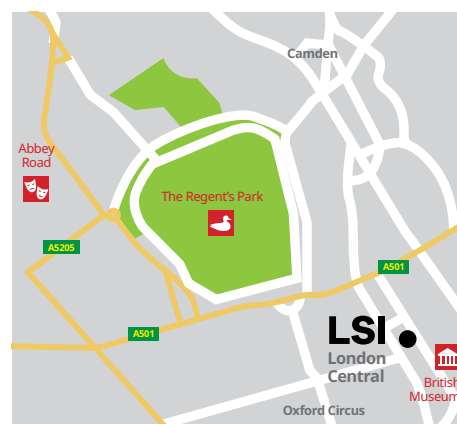 Camden
Abbey
Road
The Regent's Park
A5205
A501
A501
LSI
London
Central
British
Museum
Oxford Circus